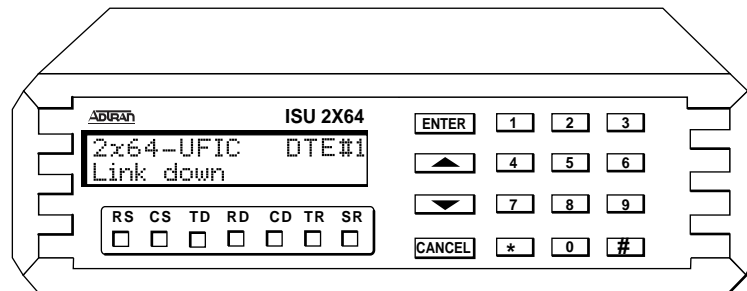 ADTRAN ISU 2X64
2x64-UFIC DTE#1
Link down
RS CS TD RD CD TR SR
ENTER 1 2 3
4 5 6
7 8 9
CANCEL * 0 #